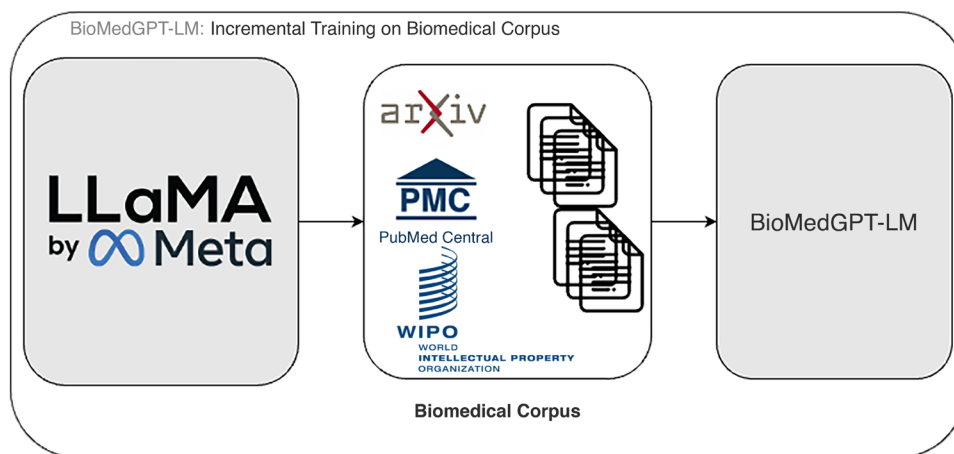 BioMedGPT-LM: Incremental Training on Biomedical Corpus
LLaMA
by Meta
arXiv
PMC
PubMed Central
WIPO
WORLD
INTELLECTUAL PROPERTY
ORGANIZATION
Biomedical Corpus
BioMedGPT-LM